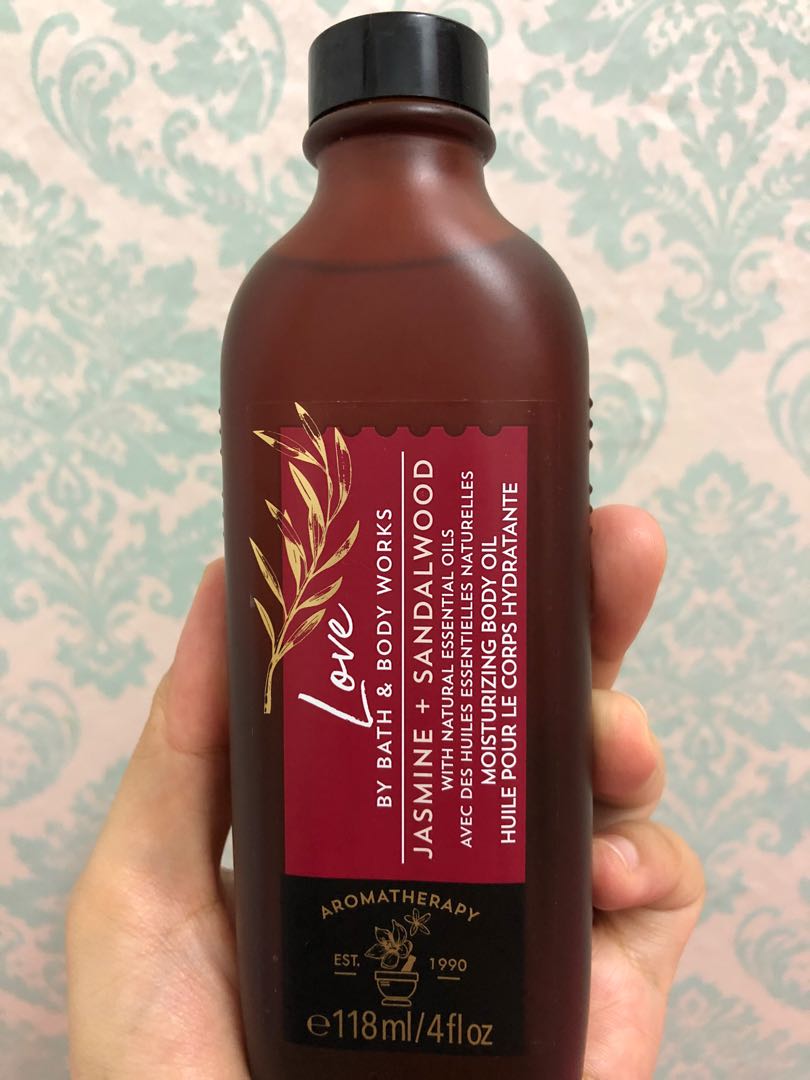 Love
BY BATH & BODY WORKS
JASMINE + SANDALWOOD
WITH NATURAL ESSENTIAL OILS
AVEC DES HUILES ESSENTIELLES NATURELLES
MOISTURIZING BODY OIL
HUILE POUR LE CORPS HYDRATANTE
AROMATHERAPY
EST. 1990
℮118ml/4fl oz